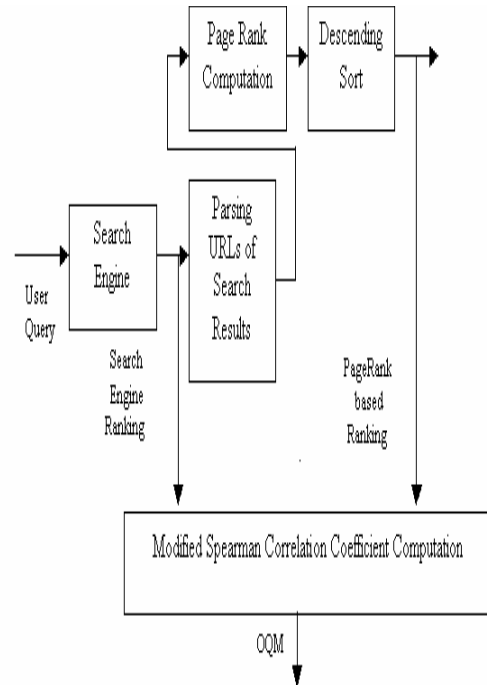 Page Rank
Computation
Descending
Sort
Parsing
URLs of
Search
Results
Search
Engine
User
Query
Search
Engine
Ranking
PageRank
based
Ranking
Modified Spearman Correlation Coefficient Computation
OQM